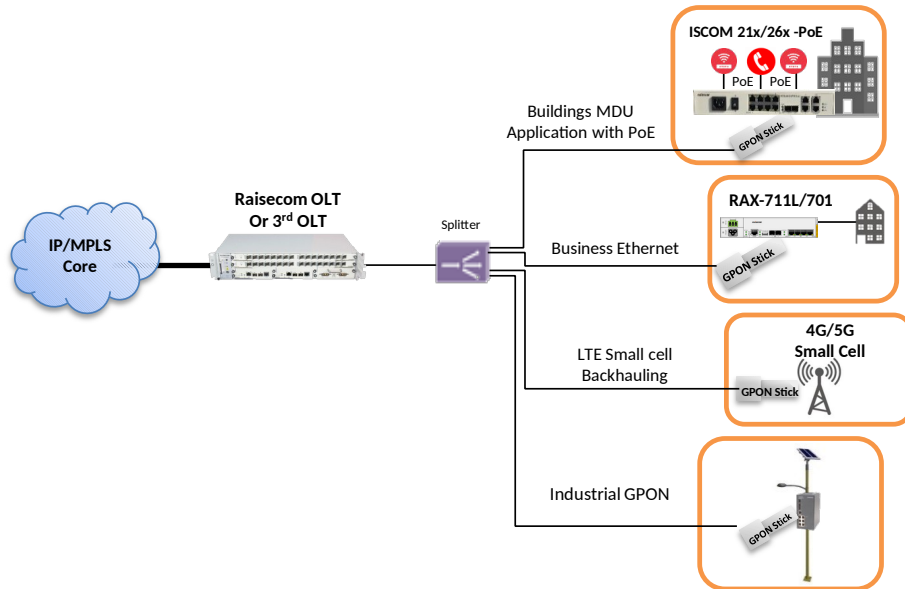 ISCOM 21x/26x -PoE
PoE PoE
GPON Stick
Buildings MDU
Application with PoE
Raisecom OLT
Or 3rd OLT
Splitter
IP/MPLS
Core
RAX-711L/701
Business Ethernet
GPON Stick
4G/5G
Small Cell
LTE Small cell
Backhauling
GPON Stick
Industrial GPON
GPON Stick